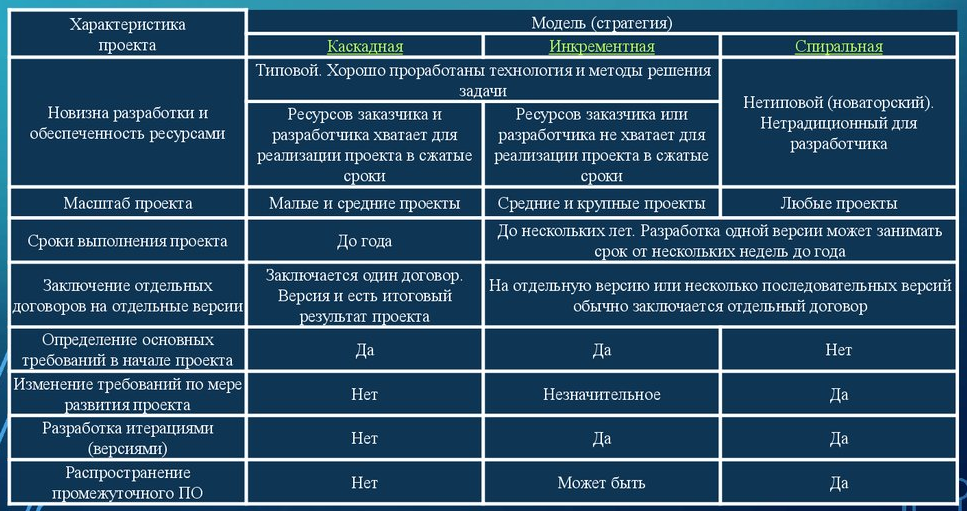 Характеристика
проекта
Модель (стратегия)
Каскадная
Инкрементная
Спиральная
Новизна разработки и
обеспеченность ресурсами
Типовой. Хорошо проработаны технология и методы решения
задачи
Ресурсов заказчика и
разработчика хватает для
реализации проекта в сжатые
сроки
Ресурсов заказчика или
разработчика не хватает для
реализации проекта в сжатые
сроки
Нетиповой (новаторский).
Нетрадиционный для
разработчика
Масштаб проекта
Малые и средние проекты
Средние и крупные проекты
Любые проекты
Сроки выполнения проекта
До года
До нескольких лет. Разработка одной версии может занимать
срок от нескольких недель до года
Заключение отдельных
договоров на отдельные версии
Заключается один договор.
Версия и есть итоговый
результат проекта
На отдельную версию или несколько последовательных версий
обычно заключается отдельный договор
Определение основных
требований в начале проекта
Да
Да
Нет
Изменение требований по мере
развития проекта
Нет
Незначительное
Да
Разработка итерациями
(версиями)
Нет
Да
Да
Распространение
промежуточного ПО
Нет
Может быть
Да